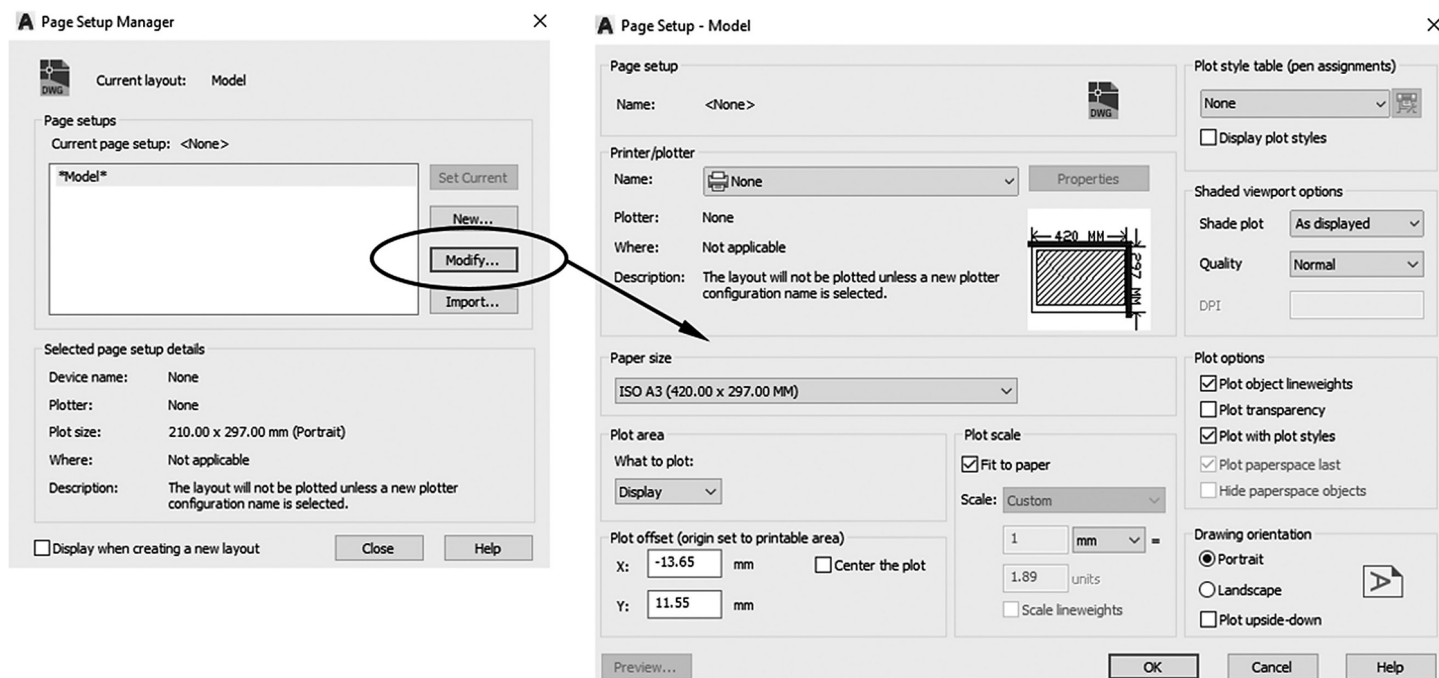 Page Setup Manager
DWG
Current layout: Model
Page setups
Current page setup: <None>
*Model*
Set Current
New...
Modify...
Import...
Selected page setup details
Device name: None
Plotter: None
Plot size: 210.00 x 297.00 mm (Portrait)
Where: Not applicable
Description: The layout will not be plotted unless a new plotter
configuration name is selected.
Display when creating a new layout
Close
Help
Page Setup - Model
Page setup
Name: <None>
DWG
Printer/plotter
Name: None
Properties
Plotter: None
Where: Not applicable
Description: The layout will not be plotted unless a new plotter
configuration name is selected.
420 MM
297 MM
Paper size
ISO A3 (420.00 x 297.00 MM)
Plot area
What to plot:
Display
Plot offset (origin set to printable area)
X: -13.65 mm
Center the plot
Y: 11.55 mm
Plot scale
Fit to paper
Scale: Custom
1 mm =
1.89 units
Scale lineweights
Plot style table (pen assignments)
None
Display plot styles
Shaded viewport options
Shade plot As displayed
Quality Normal
DPI
Plot options
Plot object lineweights
Plot transparency
Plot with plot styles
Plot paperspace last
Hide paperspace objects
Drawing orientation
Portrait
Landscape
A
Plot upside-down
Preview...
OK
Cancel
Help